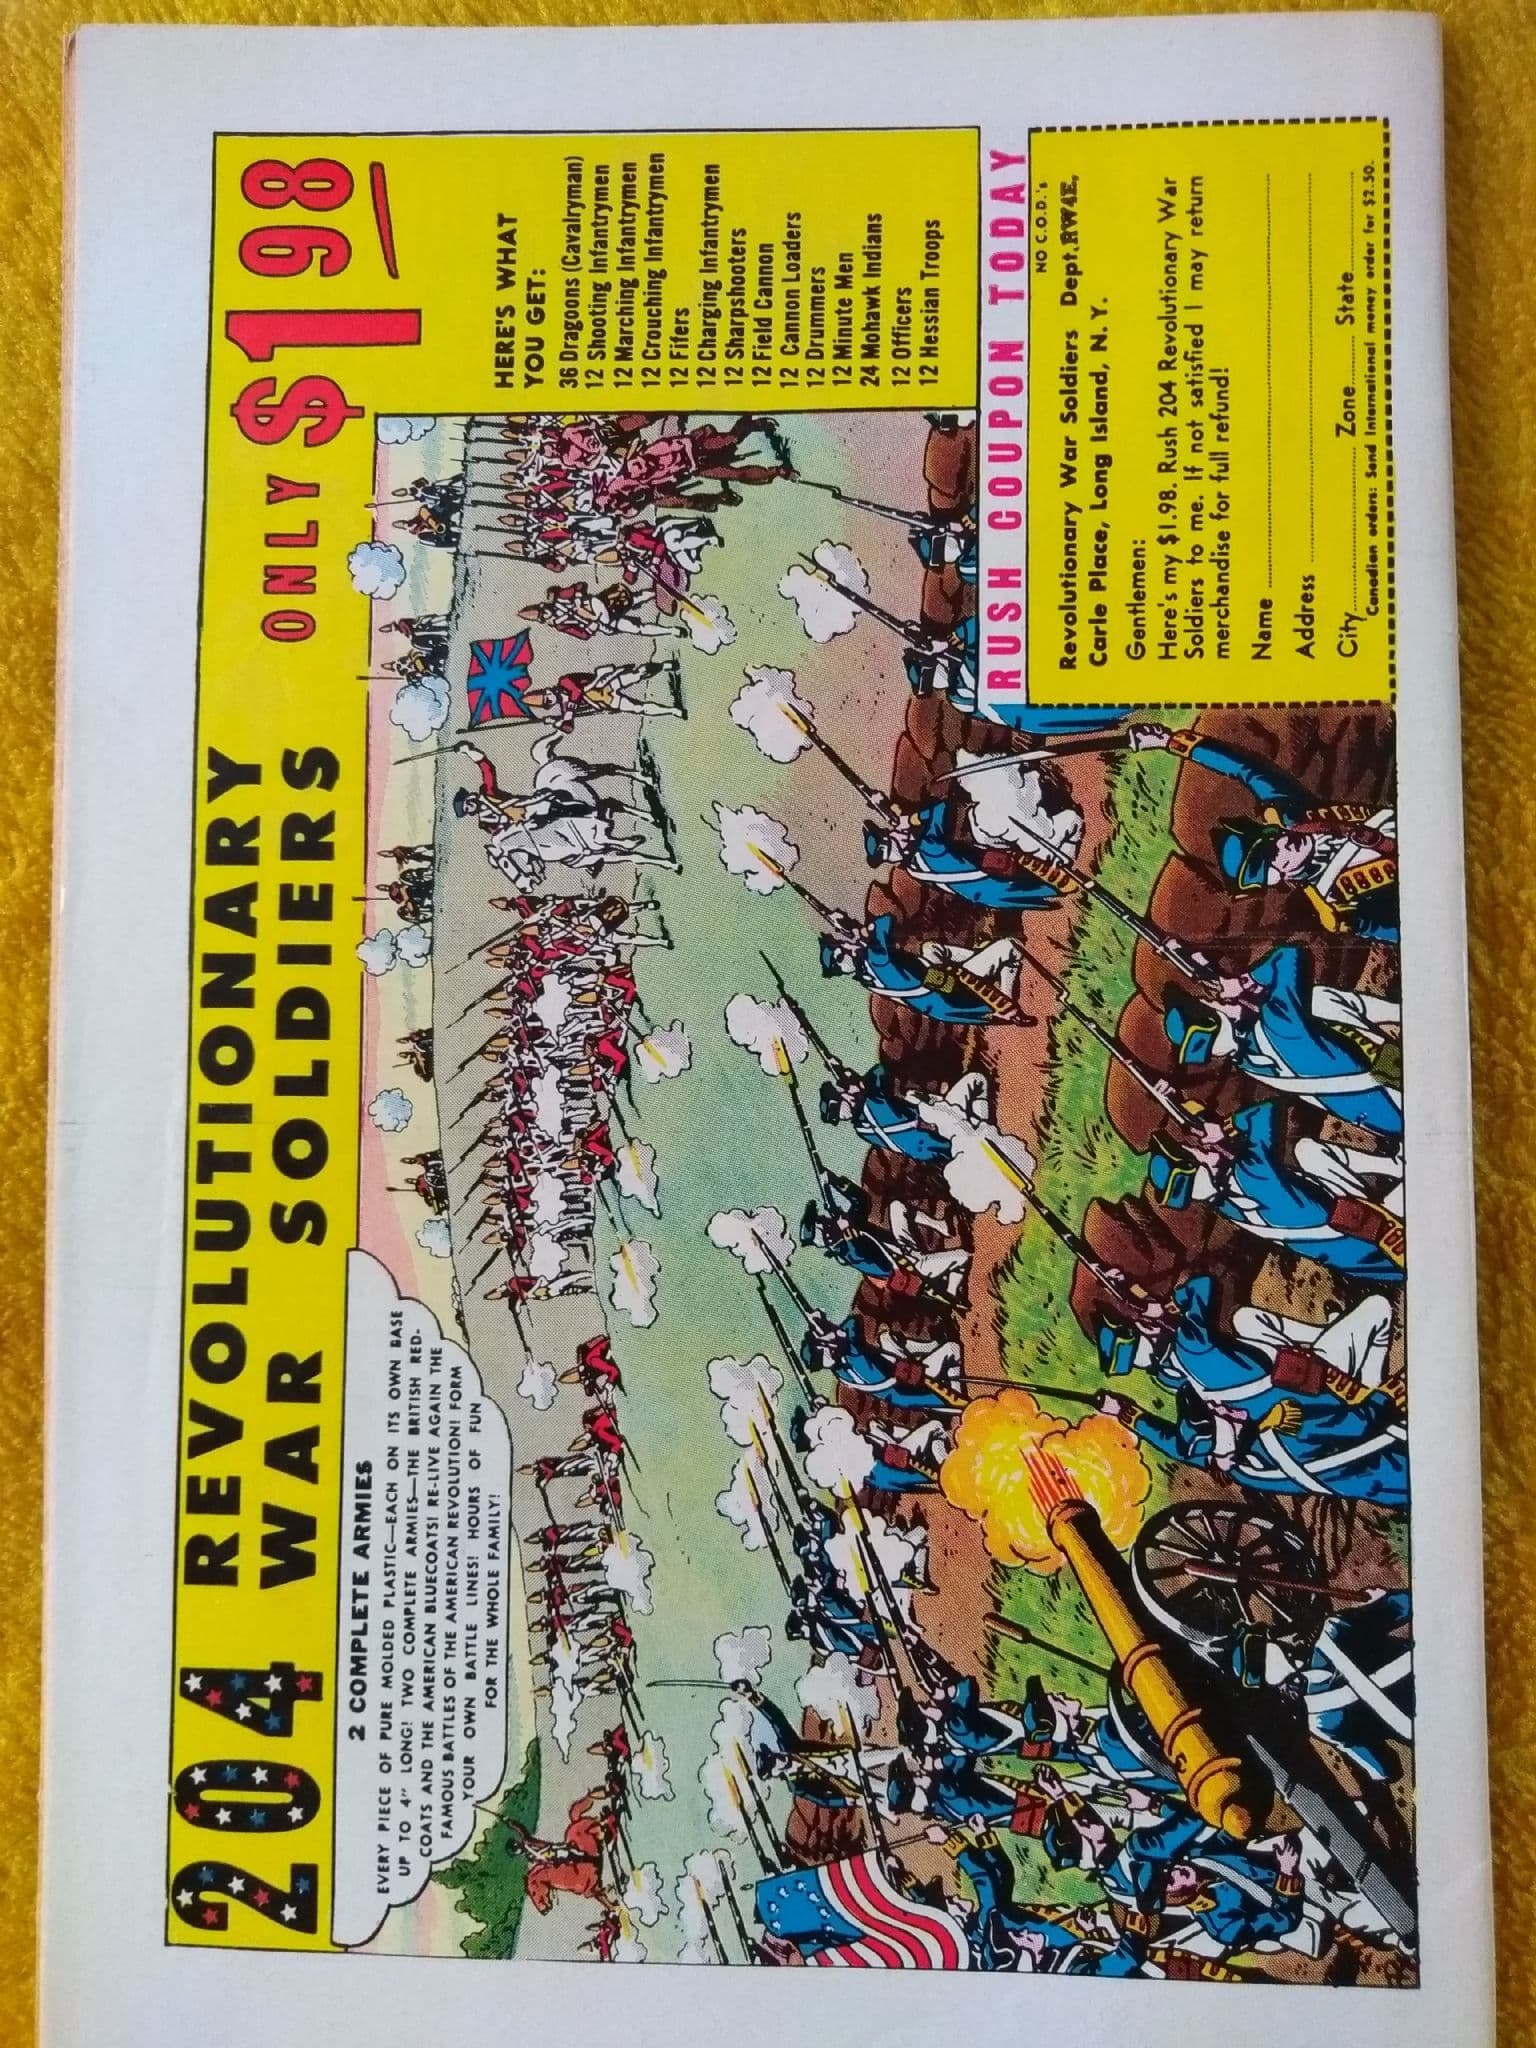 204 REVOLUTIONARY
WAR SOLDIERS
ONLY $198
2 COMPLETE ARMIES
EVERY PIECE OF PURE MOLDED PLASTIC—EACH ON ITS OWN BASE
UP TO 4" LONG! TWO COMPLETE ARMIES—THE BRITISH RED-
COATS AND THE AMERICAN BLUECOATS! RE-LIVE AGAIN THE
FAMOUS BATTLES OF THE AMERICAN REVOLUTION! FORM
YOUR OWN BATTLE LINES! HOURS OF FUN
FOR THE WHOLE FAMILY!
HERE'S WHAT
YOU GET:
36 Dragoons (Cavalryman)
12 Shooting Infantrymen
12 Marching Infantrymen
12 Crouching Infantrymen
12 Fifers
12 Charging Infantrymen
12 Sharpshooters
12 Field Cannon
12 Cannon Loaders
12 Drummers
12 Minute Men
24 Mohawk Indians
12 Officers
12 Hessian Troops
RUSH COUPON TODAY
NO C.O.D.'s
Revolutionary War Soldiers Dept.
Carle Place, Long Island, N. Y.
Gentlemen:
Here's my $1.98. Rush 204 Revolutionary War
Soldiers to me. If not satisfied I may return
merchandise for full refund!
Name
Address
City Zone State
Canadian orders: Send international money order for $2.50.